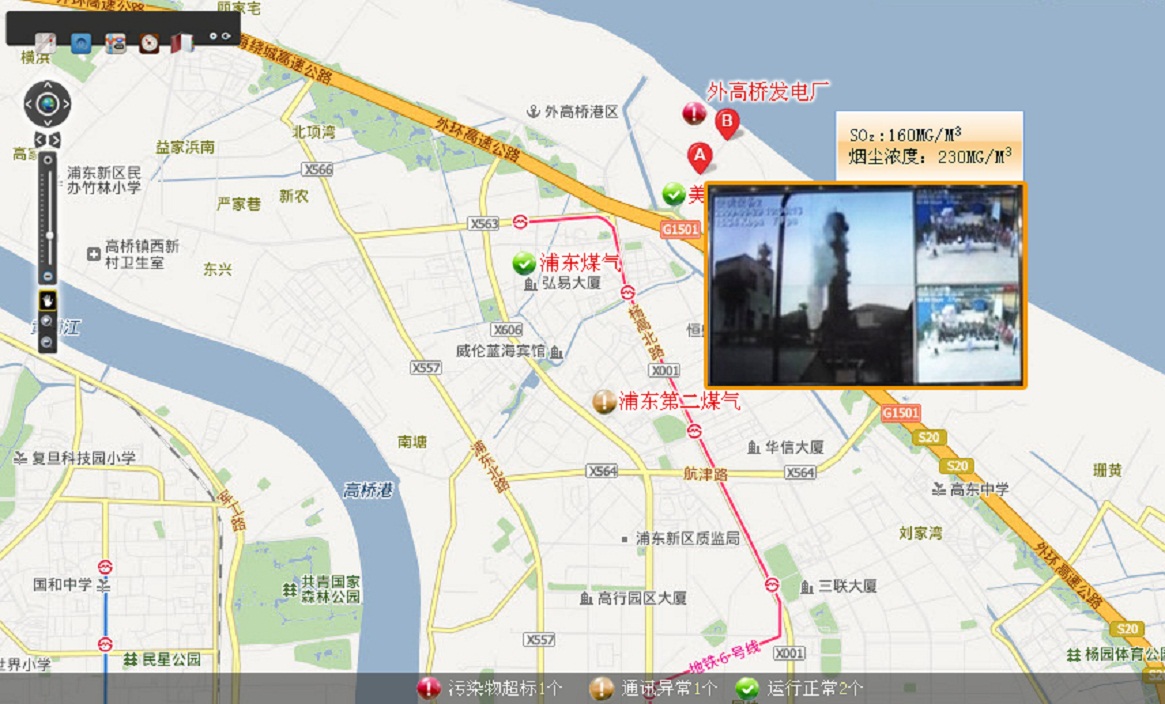 顾家宅
外环高速公路
横浜
海绕城高速公路
外高桥发电厂
B
SO₂:160MG/M³
烟尘浓度: 230MG/M³
外高桥港区
外环高速公路
北项湾
益家浜南
A
X566
浦东新区民
办竹林小学
新农
严家巷
美
X563
G1501
高桥镇西新
村卫生室
东兴
浦东煤气
弘易大厦
杨高北路
X606
威伦蓝海宾馆
X557
X001
浦东第二煤气
G1501
S20
南塘
华信大厦
浦东北路
复旦科技园小学
X564
航津路
X564
S20
珊黄
高东中学
高桥港
军工路
刘家湾
浦东新区质监局
外环高速公路
国和中学
共青国家
森林公园
三联大厦
高行园区大厦
X557
S20
地铁6号线
X001
民星公园
世界小学
杨园体育公
污染物超标1个
通讯异常1个
运行正常2个